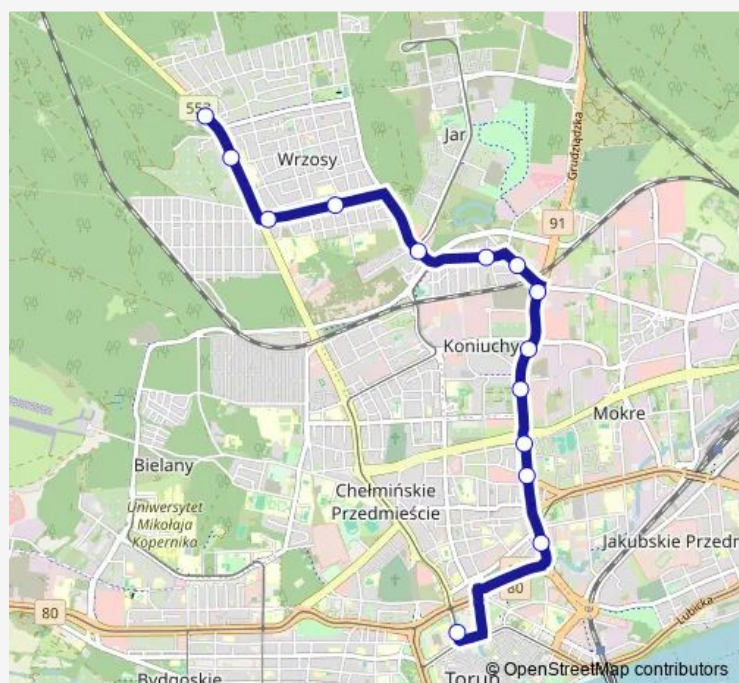 553
Jar
Wrzosy
Grudziądzka
91
Koniuchy
Mokre
Bielany
Chełmińskie
Przedmieście
Uniwersytet
Mikołaja
Kopernika
Jakubskie Przedm
80
80
Lubicka
Toruń
Bydgoskie
© OpenStreetMap contributors